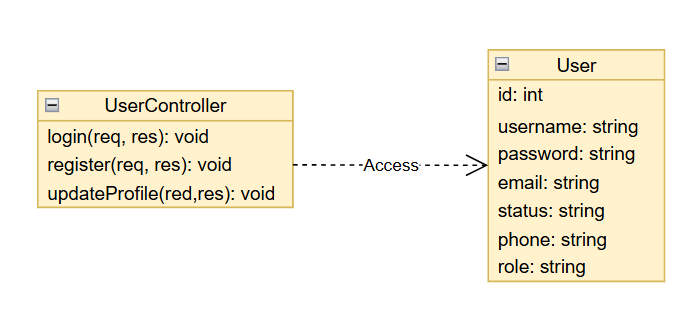 UserController
login(req, res): void
register(req, res): void
updateProfile(red,res): void
Access
User
id: int
username: string
password: string
email: string
status: string
phone: string
role: string